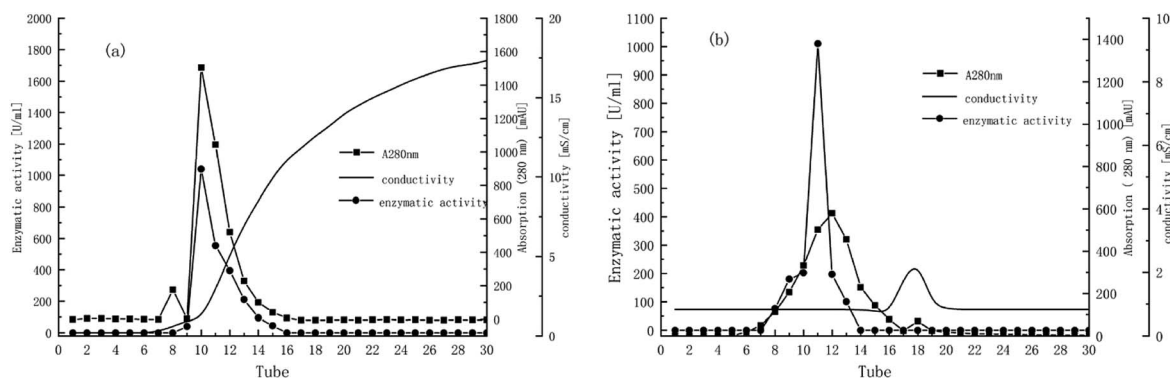 (a)
Enzymatic activity [U/ml]
2000
1800
1600
1400
1200
1000
800
600
400
200
0
0 2 4 6 8 10 12 14 16 18 20 22 24 26 28 30
Tube
A280nm
conductivity
enzymatic activity
1800
1600
1400
1200
1000
800
600
400
200
0
Absorption (280 nm) [mAU]
20
15
10
5
0
conductivity [mS/cm]
(b)
Enzymatic activity [U/ml]
1100
1000
900
800
700
600
500
400
300
200
100
0
0 2 4 6 8 10 12 14 16 18 20 22 24 26 28 30
Tube
A280nm
conductivity
enzymatic activity
1400
1200
1000
800
600
400
200
0
Absorption ( 280 nm) [mAU]
10
8
6
4
2
0
conductivity [mS/cm]